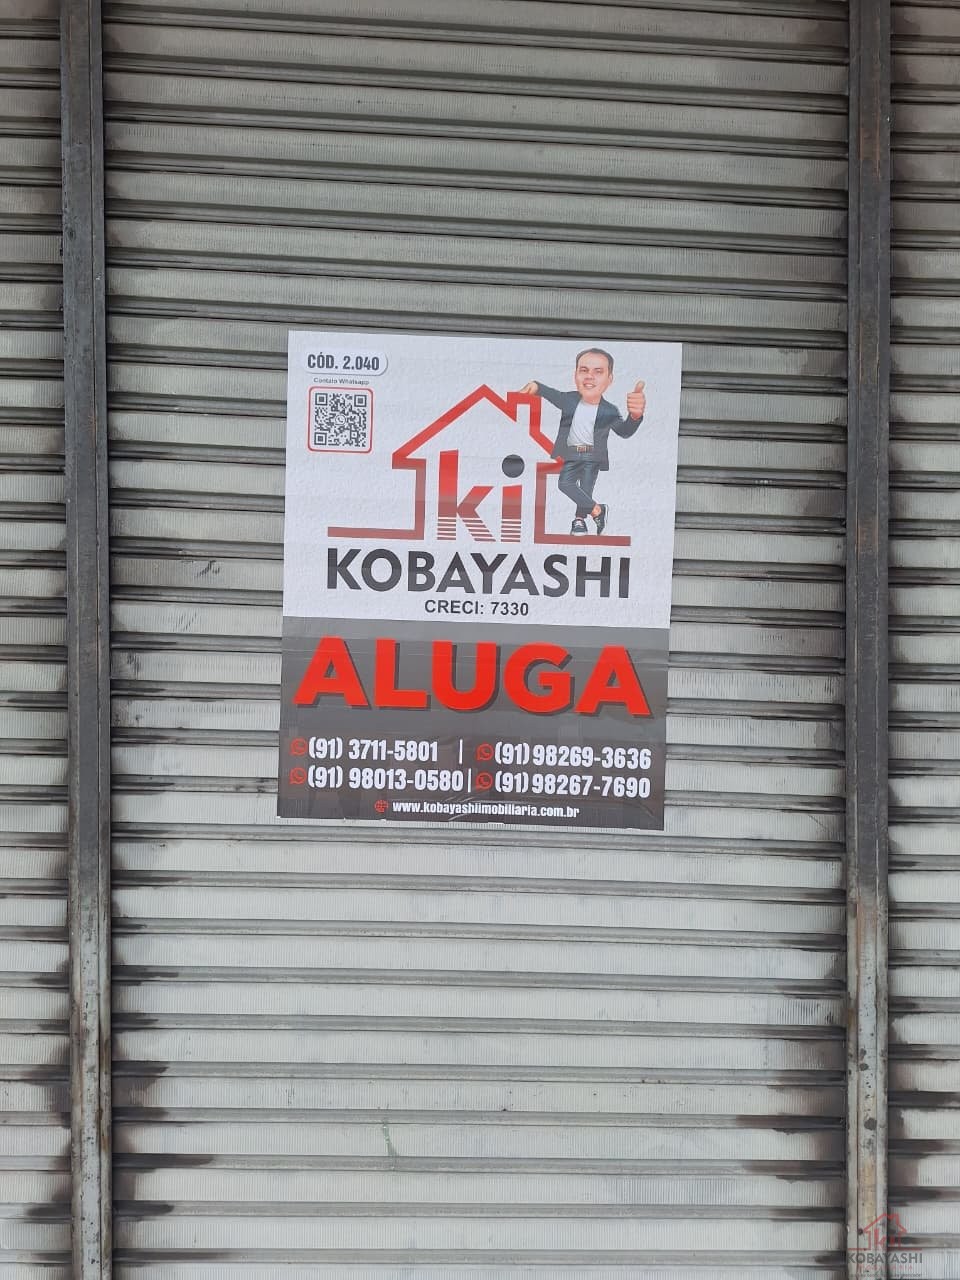 CÓD. 2.040
Contato Whatsapp
ki
KOBAYASHI
CRECI: 7330
ALUGA
(91) 3711-5801 | (91) 98269-3636
(91) 98013-0580 | (91) 98267-7690
www.kobayashiimobiliaria.com.br
ki
KOBAYASHI